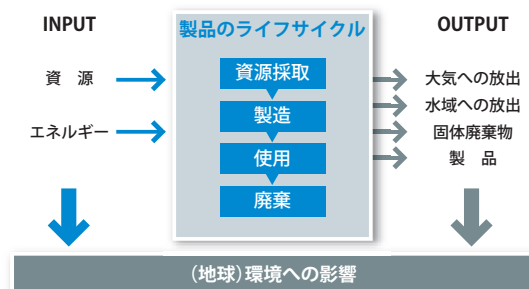 INPUT
資　源
エネルギー
製品のライフサイクル
資源採取
製造
使用
廃棄
OUTPUT
大気への放出
水域への放出
固体廃棄物
製　品
（地球）環境への影響